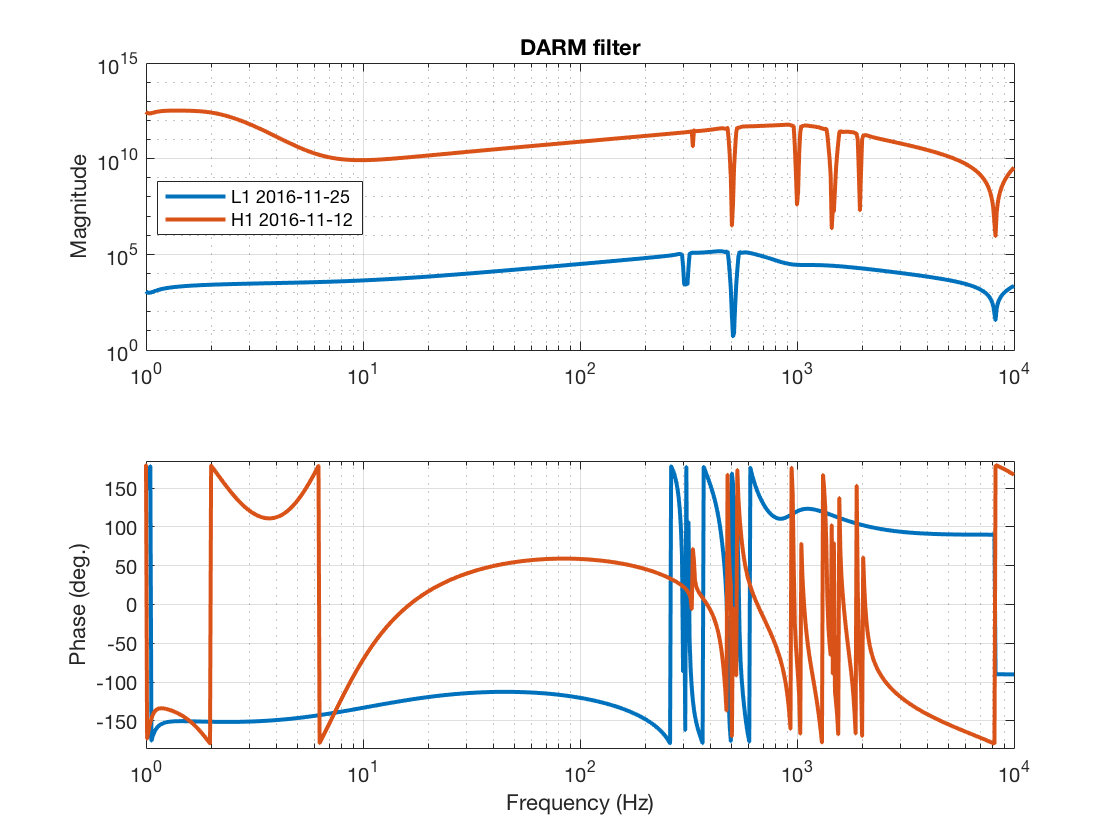 DARM filter
10^15
10^10
10^5
10^0
Magnitude
L1 2016-11-25
H1 2016-11-12
10^0 10^1 10^2 10^3 10^4
150
100
50
0
-50
-100
-150
Phase (deg.)
10^0 10^1 10^2 10^3 10^4
Frequency (Hz)